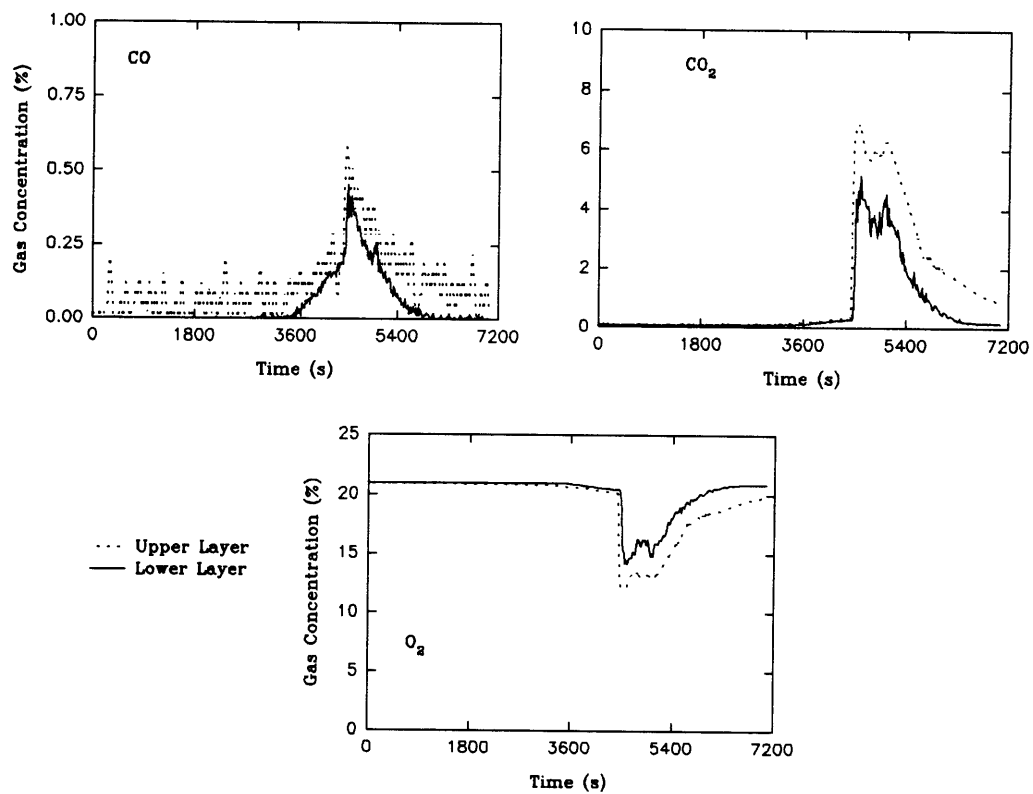 CO
Gas Concentration (%)
1.00
0.75
0.50
0.25
0.00
0 1800 3600 5400 7200
Time (s)
CO₂
10
8
6
4
2
0
0 1800 3600 5400 7200
Time (s)
O₂
Gas Concentration (%)
25
20
15
10
5
0
0 1800 3600 5400 7200
Time (s)
Upper Layer
Lower Layer